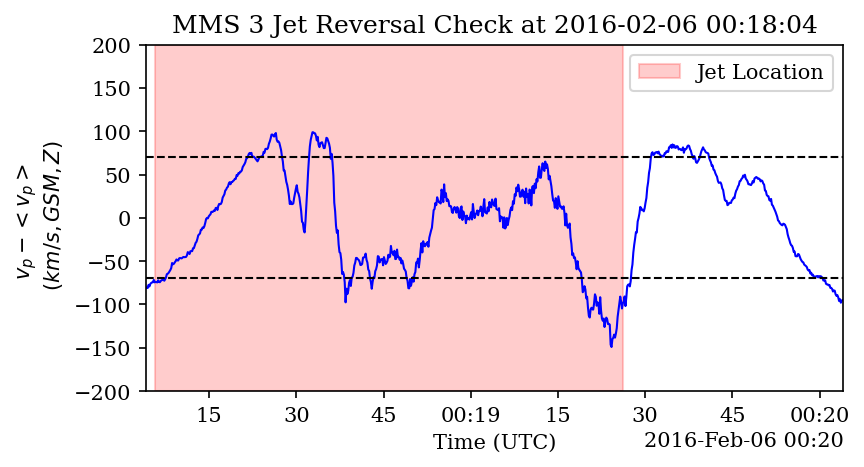 MMS 3 Jet Reversal Check at 2016-02-06 00:18:04
200
150
100
50
0
−50
−100
−150
−200
v_p − < v_p >
(km/s, GSM, Z)
Jet Location
15
30
45
00:19
15
30
45
00:20
Time (UTC)
2016-Feb-06 00:20